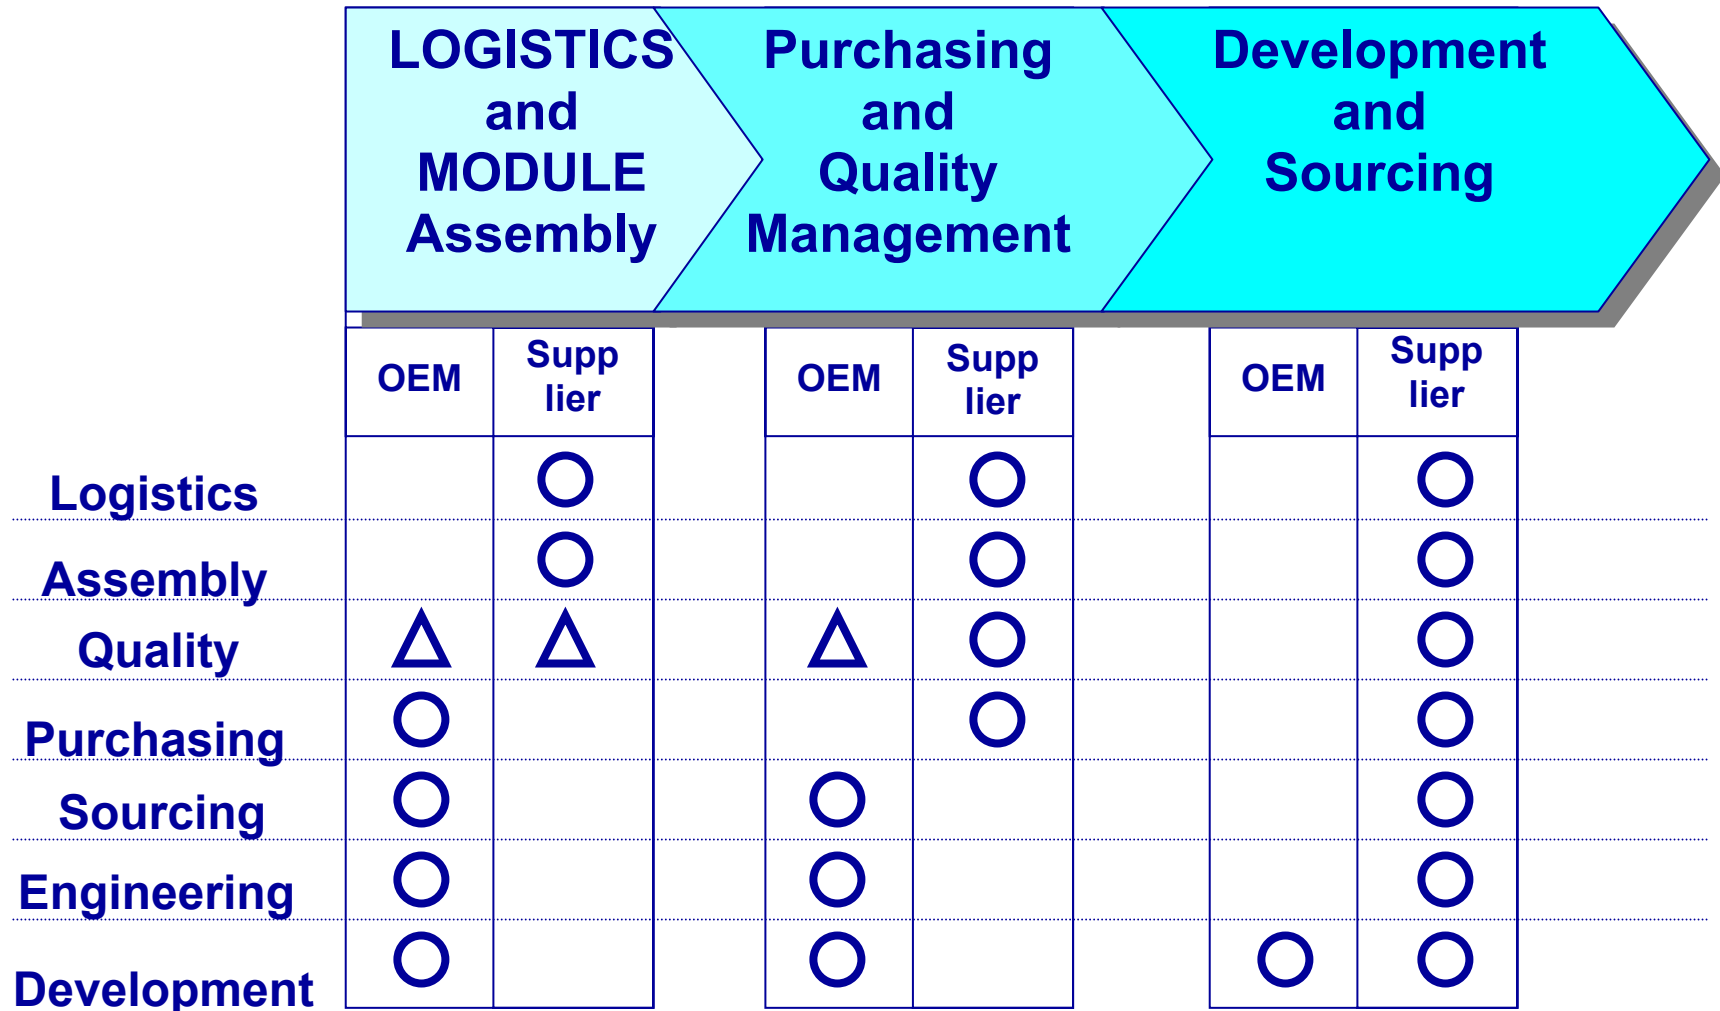 LOGISTICS
and
MODULE
Assembly
Purchasing
and
Quality
Management
Development
and
Sourcing
OEM
Supp
lier
OEM
Supp
lier
OEM
Supp
lier
Logistics
Assembly
Quality
Purchasing
Sourcing
Engineering
Development